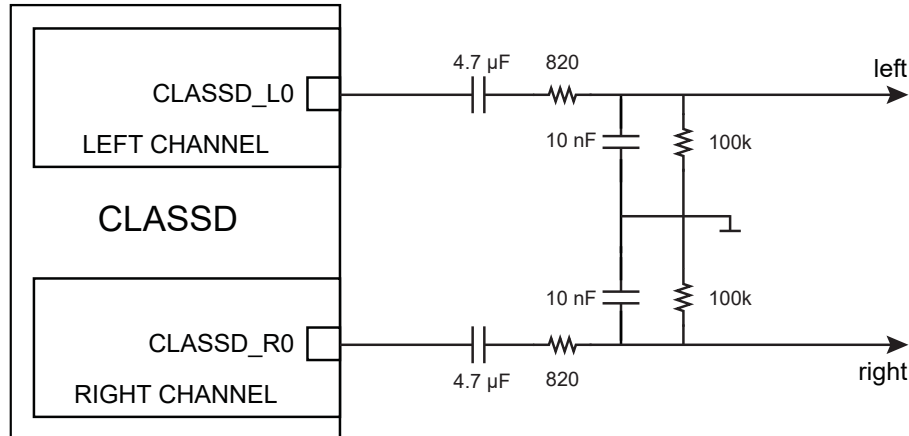 4.7 µF
820
left
CLASSD_L0
10 nF
100k
LEFT CHANNEL
CLASSD
10 nF
100k
CLASSD_R0
right
4.7 µF
820
RIGHT CHANNEL